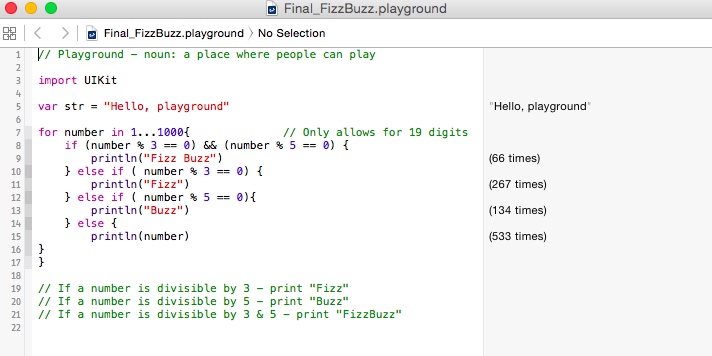 Final_FizzBuzz.playground
Final_FizzBuzz.playground 〉 No Selection
1 // Playground – noun: a place where people can play
2
3 import UIKit
4
5 var str = "Hello, playground" "Hello, playground"
6
7 for number in 1...1000{ // Only allows for 19 digits
8 if (number % 3 == 0) && (number % 5 == 0) {
9 println("Fizz Buzz") (66 times)
10 } else if ( number % 3 == 0) {
11 println("Fizz") (267 times)
12 } else if ( number % 5 == 0){
13 println("Buzz") (134 times)
14 } else {
15 println(number) (533 times)
16 }
17 }
18
19 // If a number is divisible by 3 – print "Fizz"
20 // If a number is divisible by 5 – print "Buzz"
21 // If a number is divisible by 3 & 5 – print "FizzBuzz"
22